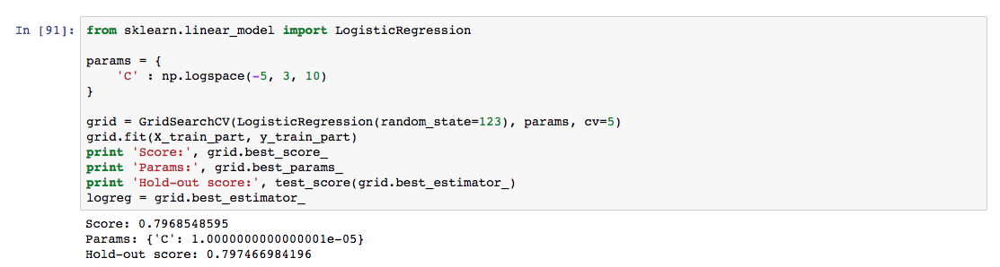 In [91]: from sklearn.linear_model import LogisticRegression
params = {
    'C' : np.logspace(-5, 3, 10)
}
grid = GridSearchCV(LogisticRegression(random_state=123), params, cv=5)
grid.fit(X_train_part, y_train_part)
print 'Score:', grid.best_score_
print 'Params:', grid.best_params_
print 'Hold-out score:', test_score(grid.best_estimator_)
logreg = grid.best_estimator_
Score: 0.7968548595
Params: {'C': 1.0000000000000001e-05}
Hold-out score: 0.797466984196